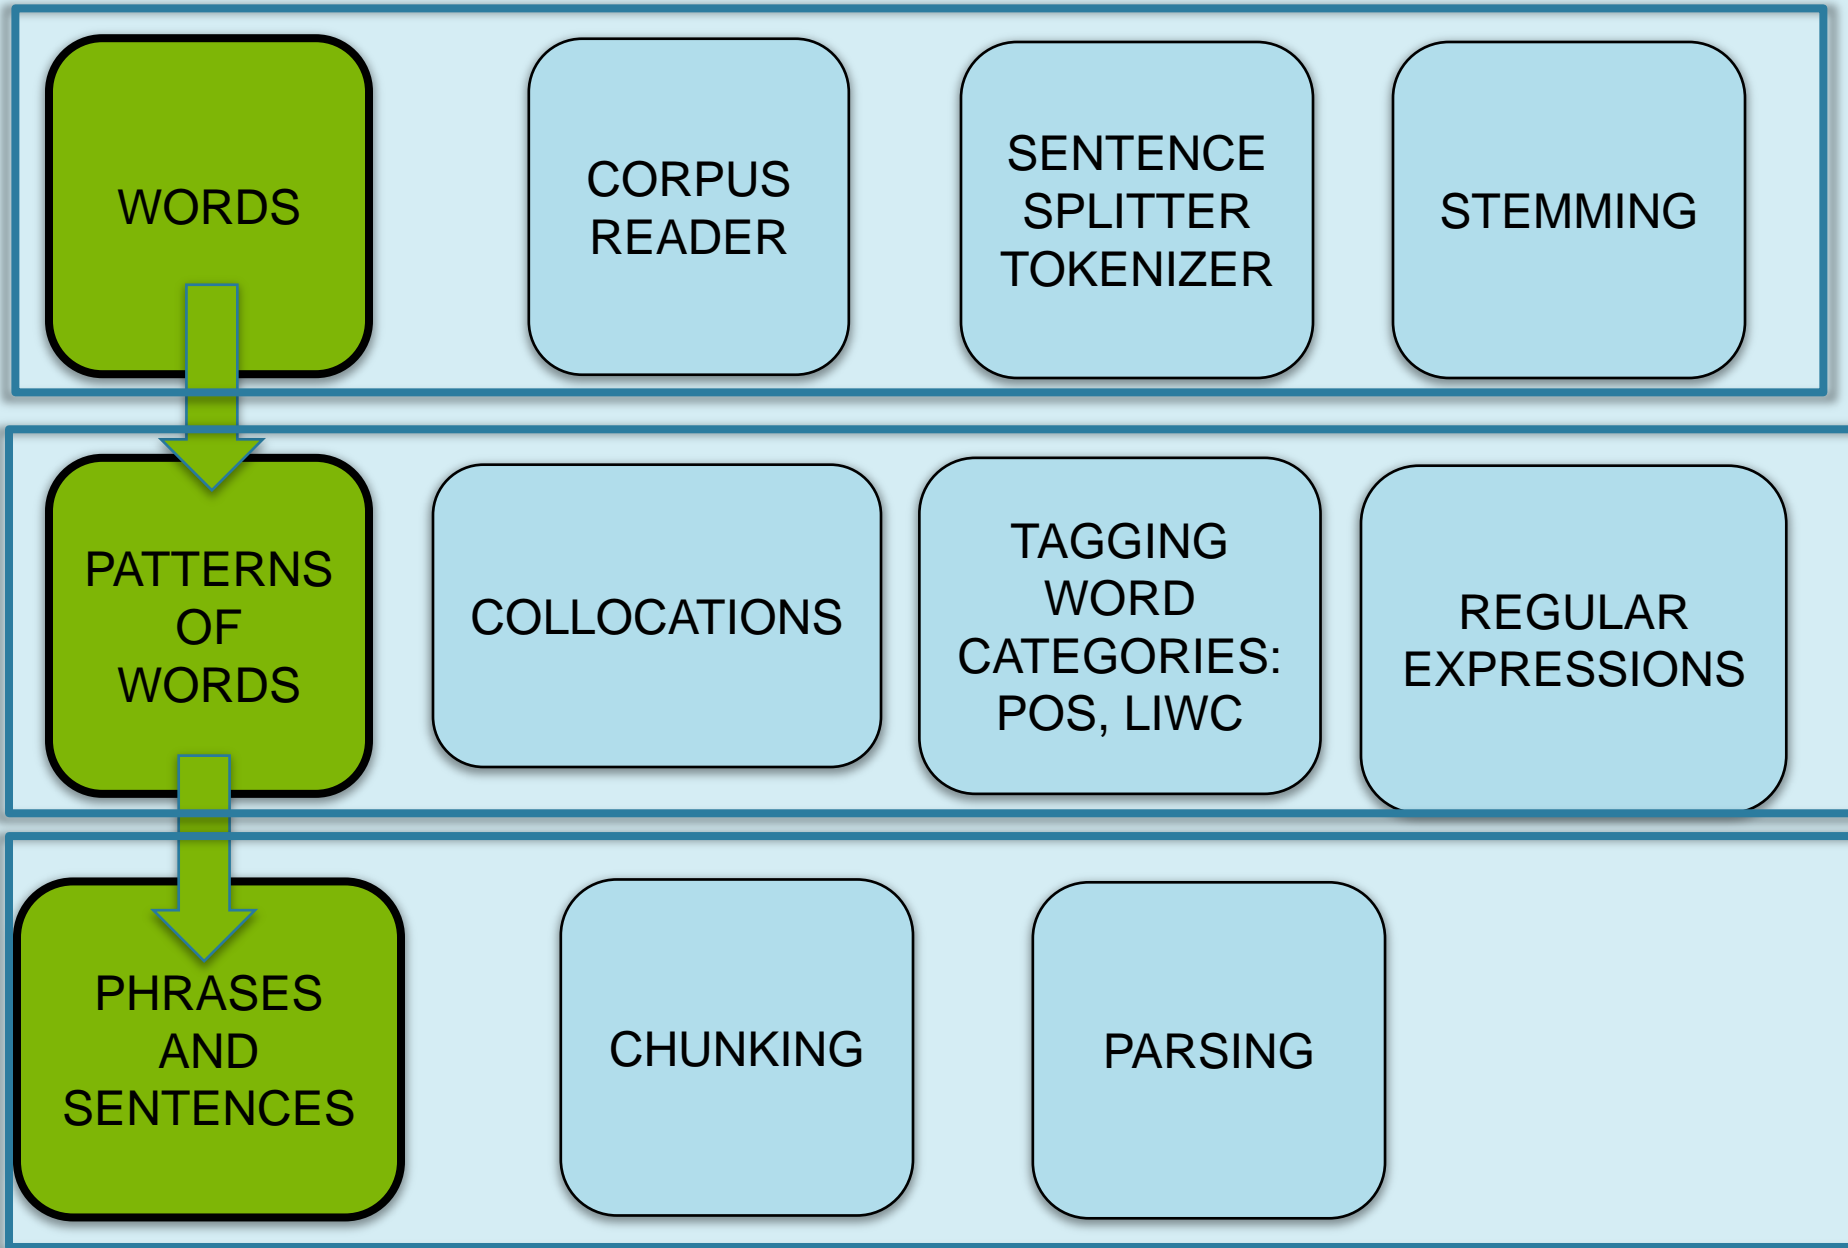 WORDS
CORPUS
READER
SENTENCE
SPLITTER
TOKENIZER
STEMMING
PATTERNS
OF
WORDS
COLLOCATIONS
TAGGING
WORD
CATEGORIES:
POS, LIWC
REGULAR
EXPRESSIONS
PHRASES
AND
SENTENCES
CHUNKING
PARSING